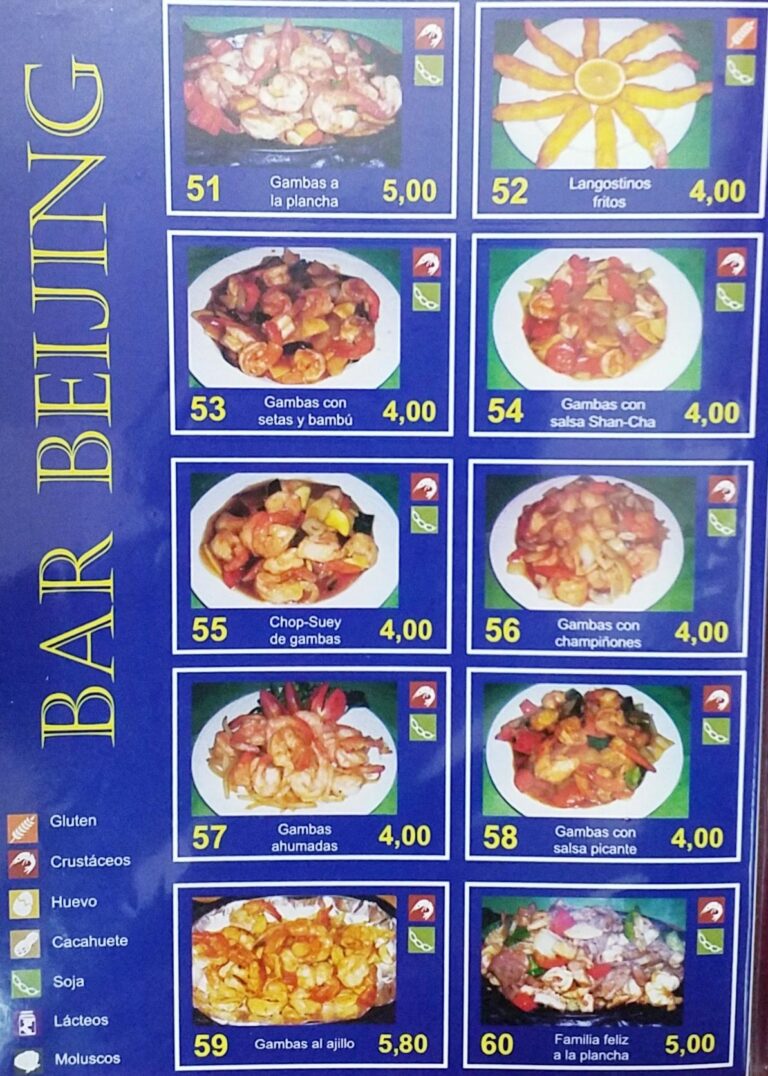 BAR BEIJING
51
Gambas a
la plancha
5,00
52
Langostinos
fritos
4,00
53
Gambas con
setas y bambú
4,00
54
Gambas con
salsa Shan-Cha
4,00
55
Chop-Suey
de gambas
4,00
56
Gambas con
champiñones
4,00
57
Gambas
ahumadas
4,00
58
Gambas con
salsa picante
4,00
59
Gambas al ajillo
5,80
60
Familia feliz
a la plancha
5,00
Gluten
Crustáceos
Huevo
Cacahuete
Soja
Lácteos
Moluscos